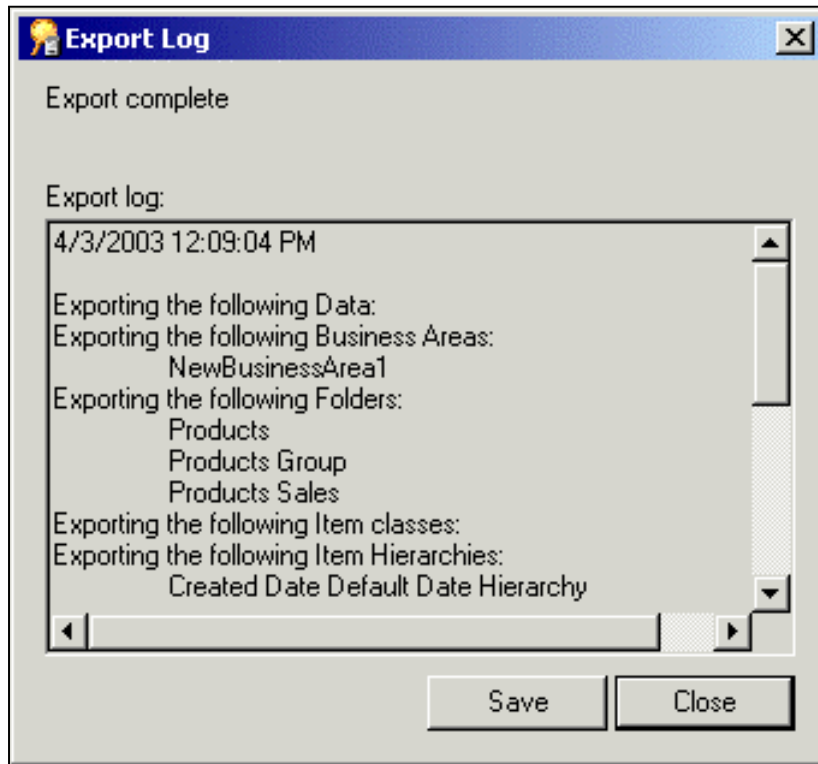 Export Log
Export complete
Export log:
4/3/2003 12:09:04 PM
Exporting the following Data:
Exporting the following Business Areas:
NewBusinessArea1
Exporting the following Folders:
Products
Products Group
Products Sales
Exporting the following Item classes:
Exporting the following Item Hierarchies:
Created Date Default Date Hierarchy
Save
Close